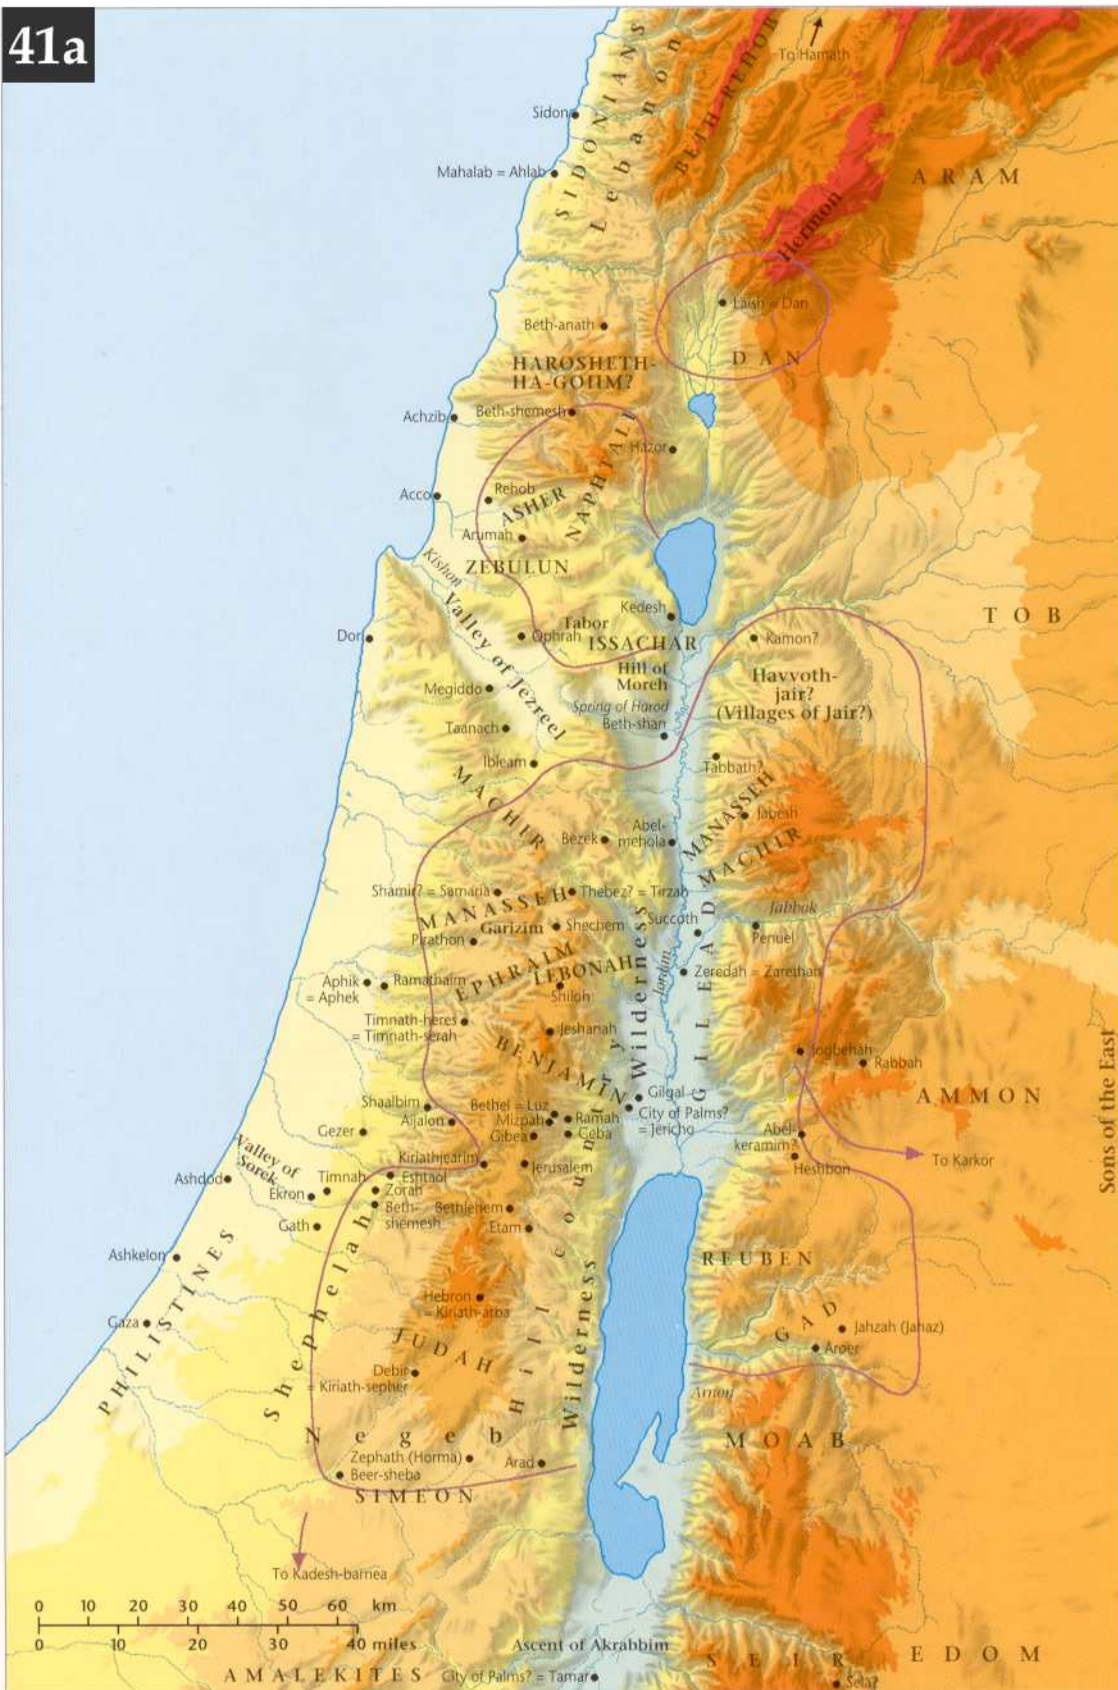 41a
To Hamath
BETH-REHOB
SIDONIANS
Lebanon
Sidon
Mahalab = Ahlab
ARAM
Hermon
Laish = Dan
Beth-anath
DAN
HAROSHETH-
HA-GOIIM?
Achzib
Beth-shemesh
Hazor
NAPHTALI
Acco
Rehob
ASHER
Arumah
Kishon
ZEBULUN
Kedesh
TOB
Valley of Jezreel
Tabor
Dor
Ophrah
ISSACHAR
Kamon?
Hill of
Moreh
Havvoth-
jair?
(Villages of Jair?)
Megiddo
Spring of Harod
Beth-shan
Taanach
Ibleam
Tabbath?
MACHIR
MANASSEH
Jabesh
Bezek
Abel-
mehola
MACHIR
Shamir? = Samaria
Thebez? = Tirzah
MANASSEH
Garizim
Shechem
Succoth
Jabbok
Penuel
Pirathon
EPHRAIM
LEBONAH
Wilderness
Jordan
GILEAD
Zeredah = Zarethan
Aphik
= Aphek
Ramathaim
Shiloh
Timnath-heres
= Timnath-serah
Jeshanah
BENJAMIN
Jogbehah
Rabbah
Sons of the East
Gilgal
AMMON
Shaalbim
Bethel = Luz
City of Palms?
= Jericho
Aijalon
Mizpah
Ramah
Gibea
Geba
Gezer
Abel-
keramim?
Valley of
Sorek
Kiriathjearim
Jerusalem
Heshbon
To Karkor
Ashdod
Timnah
Eshtaol
Ekron
Zorah
Beth-
shemesh
Bethlehem
Gath
Etam
Hill country
Ashkelon
REUBEN
PHILISTINES
Shephelah
Wilderness
Hebron
= Kiriath-arba
Gaza
JUDAH
GAD
Jahzah (Jahaz)
Aroer
Debir
= Kiriath-sepher
Arnon
Negeb
MOAB
Zephath (Horma)
Arad
Beer-sheba
SIMEON
To Kadesh-barnea
0 10 20 30 40 50 60 km
0 10 20 30 40 miles
Ascent of Akrabbim
SEIR
EDOM
AMALEKITES
City of Palms? = Tamar
Sela?